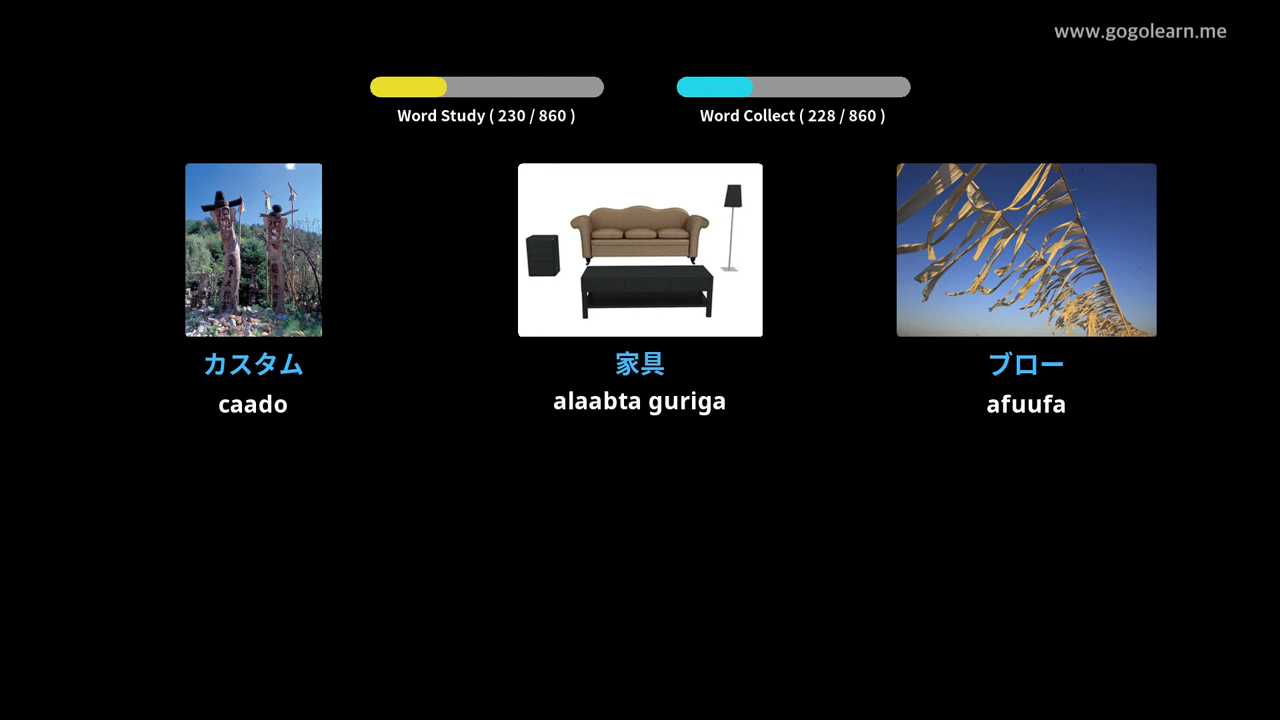 www.gogolearn.me
Word Study ( 230 / 860 )
Word Collect ( 228 / 860 )
カスタム
caado
家具
alaabta guriga
ブロー
afuufa